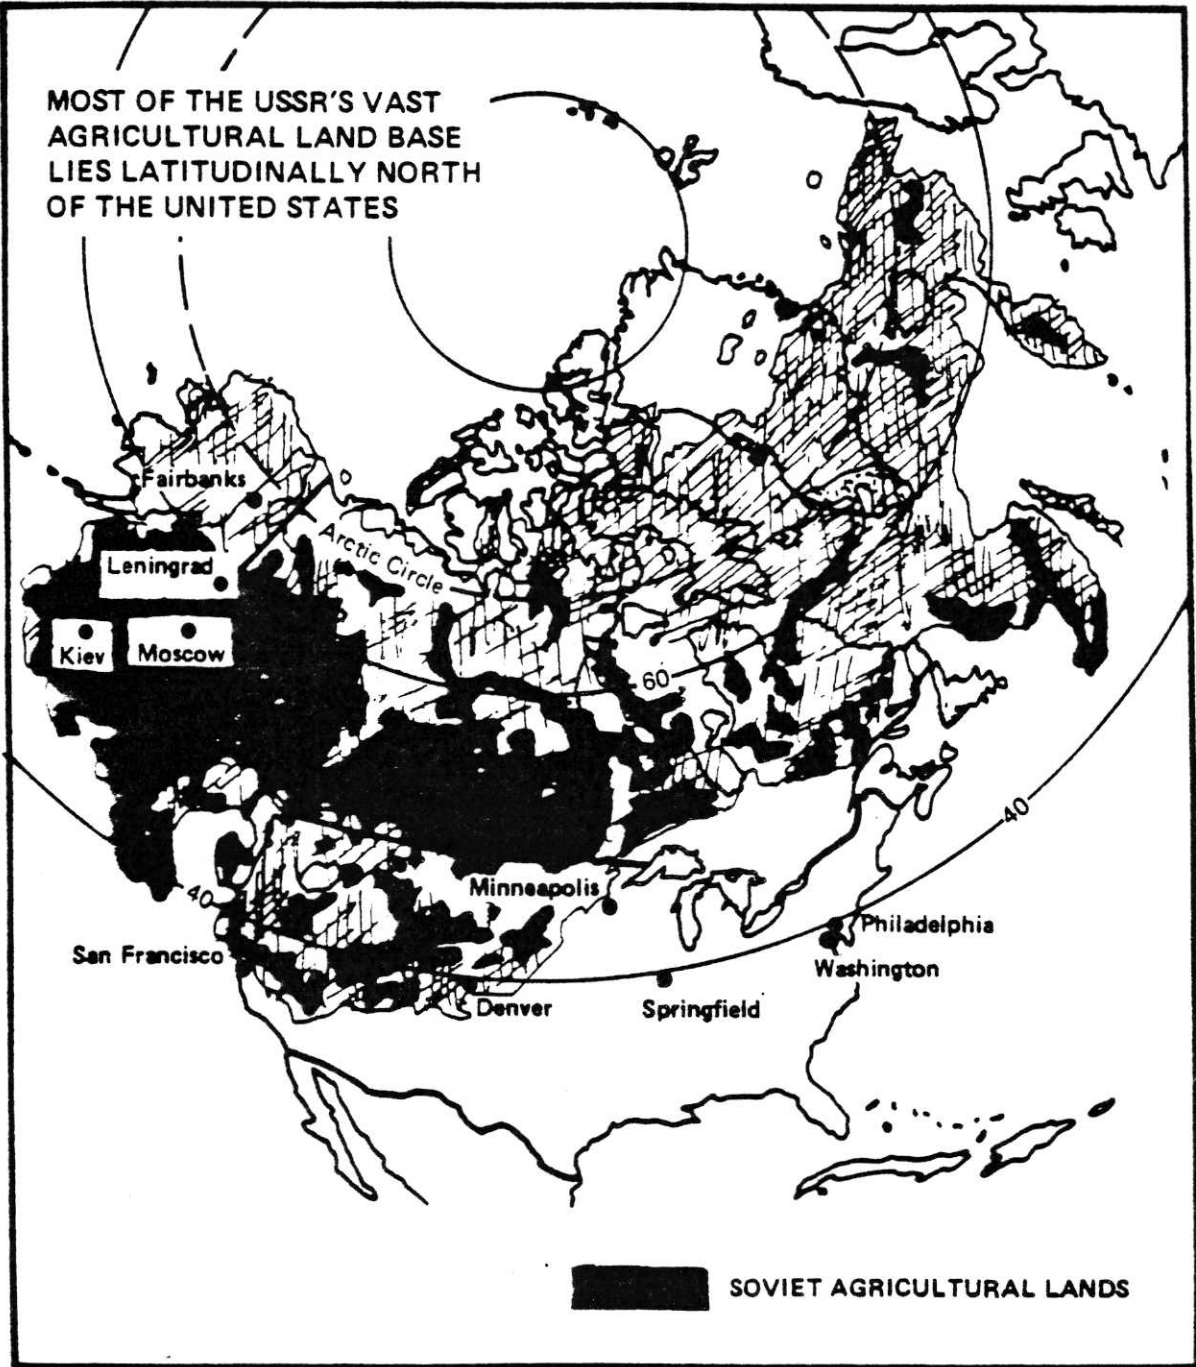 MOST OF THE USSR'S VAST
AGRICULTURAL LAND BASE
LIES LATITUDINALLY NORTH
OF THE UNITED STATES
Fairbanks
Arctic Circle
Leningrad
Kiev
Moscow
60
40
40
Minneapolis
San Francisco
Philadelphia
Washington
Denver
Springfield
SOVIET AGRICULTURAL LANDS